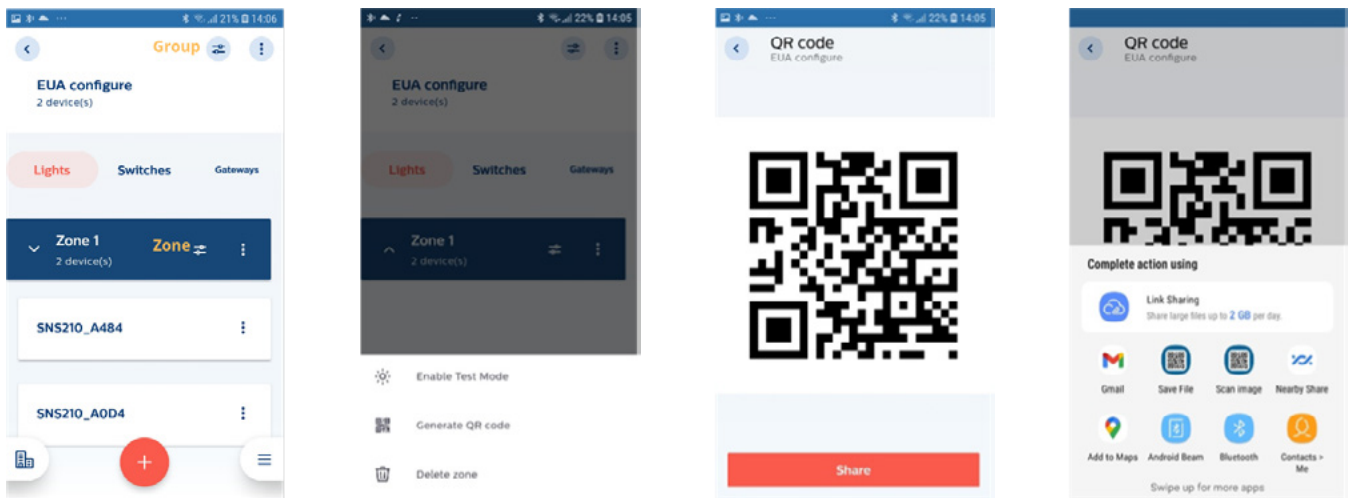 21% 14:06
Group
EUA configure
2 device(s)
Lights Switches Gateways
Zone 1
Zone
2 device(s)
SNS210_A484
SNS210_A0D4
+
22% 14:05
EUA configure
2 device(s)
Lights Switches Gateways
Zone 1
2 device(s)
Enable Test Mode
Generate QR code
Delete zone
22% 14:05
QR code
EUA configure
Share
QR code
EUA configure
Complete action using
Link Sharing
Share large files up to 2 GB per day.
Gmail Save File Scan image Nearby Share
Add to Maps Android Beam Bluetooth Contacts >
Me
Swipe up for more apps